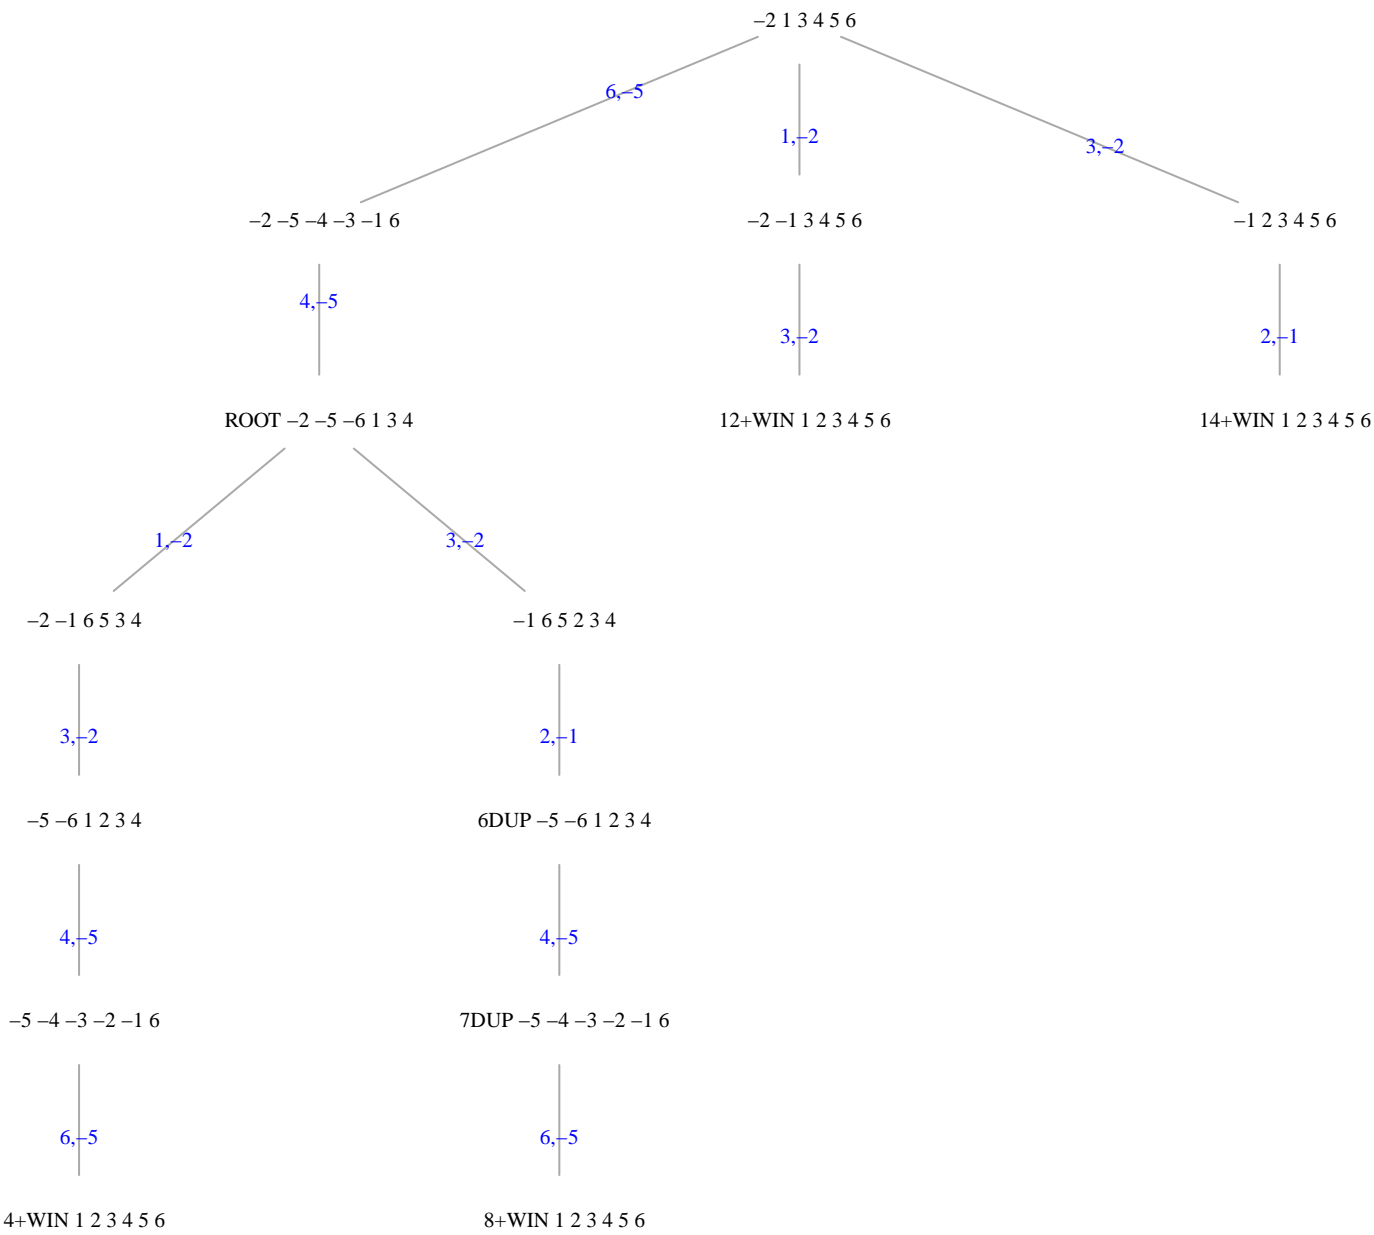 −2 1 3 4 5 6
6,−5
1,−2
3,−2
−2 −5 −4 −3 −1 6
−2 −1 3 4 5 6
−1 2 3 4 5 6
4,−5
3,−2
2,−1
ROOT −2 −5 −6 1 3 4
12+WIN 1 2 3 4 5 6
14+WIN 1 2 3 4 5 6
1,−2
3,−2
−2 −1 6 5 3 4
−1 6 5 2 3 4
3,−2
2,−1
−5 −6 1 2 3 4
6DUP −5 −6 1 2 3 4
4,−5
4,−5
−5 −4 −3 −2 −1 6
7DUP −5 −4 −3 −2 −1 6
6,−5
6,−5
4+WIN 1 2 3 4 5 6
8+WIN 1 2 3 4 5 6